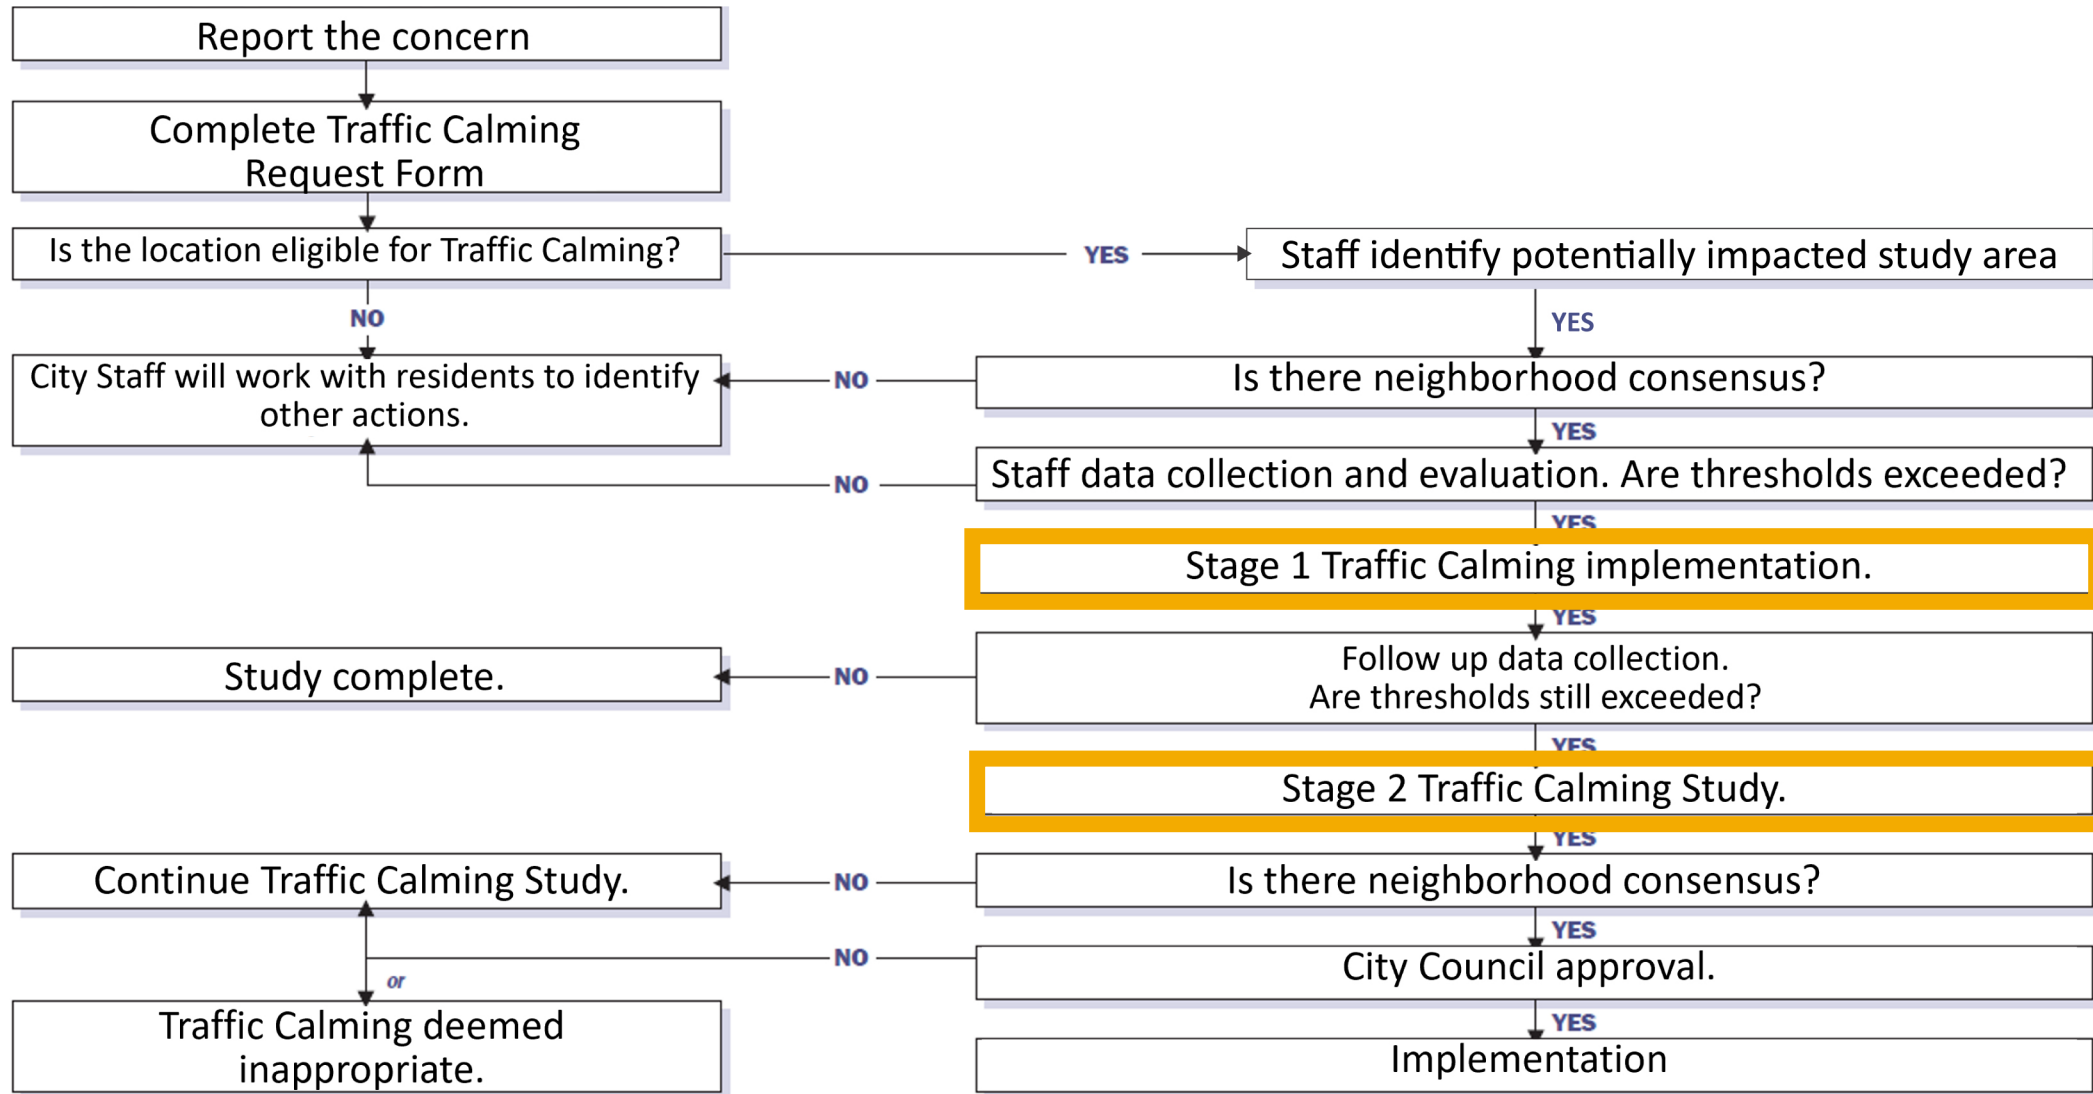 Report the concern
Complete Traffic Calming
Request Form
Is the location eligible for Traffic Calming?
YES
Staff identify potentially impacted study area
NO
YES
City Staff will work with residents to identify
other actions.
NO
Is there neighborhood consensus?
YES
NO
Staff data collection and evaluation. Are thresholds exceeded?
YES
Stage 1 Traffic Calming implementation.
YES
Study complete.
NO
Follow up data collection.
Are thresholds still exceeded?
YES
Stage 2 Traffic Calming Study.
YES
Continue Traffic Calming Study.
NO
Is there neighborhood consensus?
YES
NO
City Council approval.
or
YES
Traffic Calming deemed
inappropriate.
Implementation